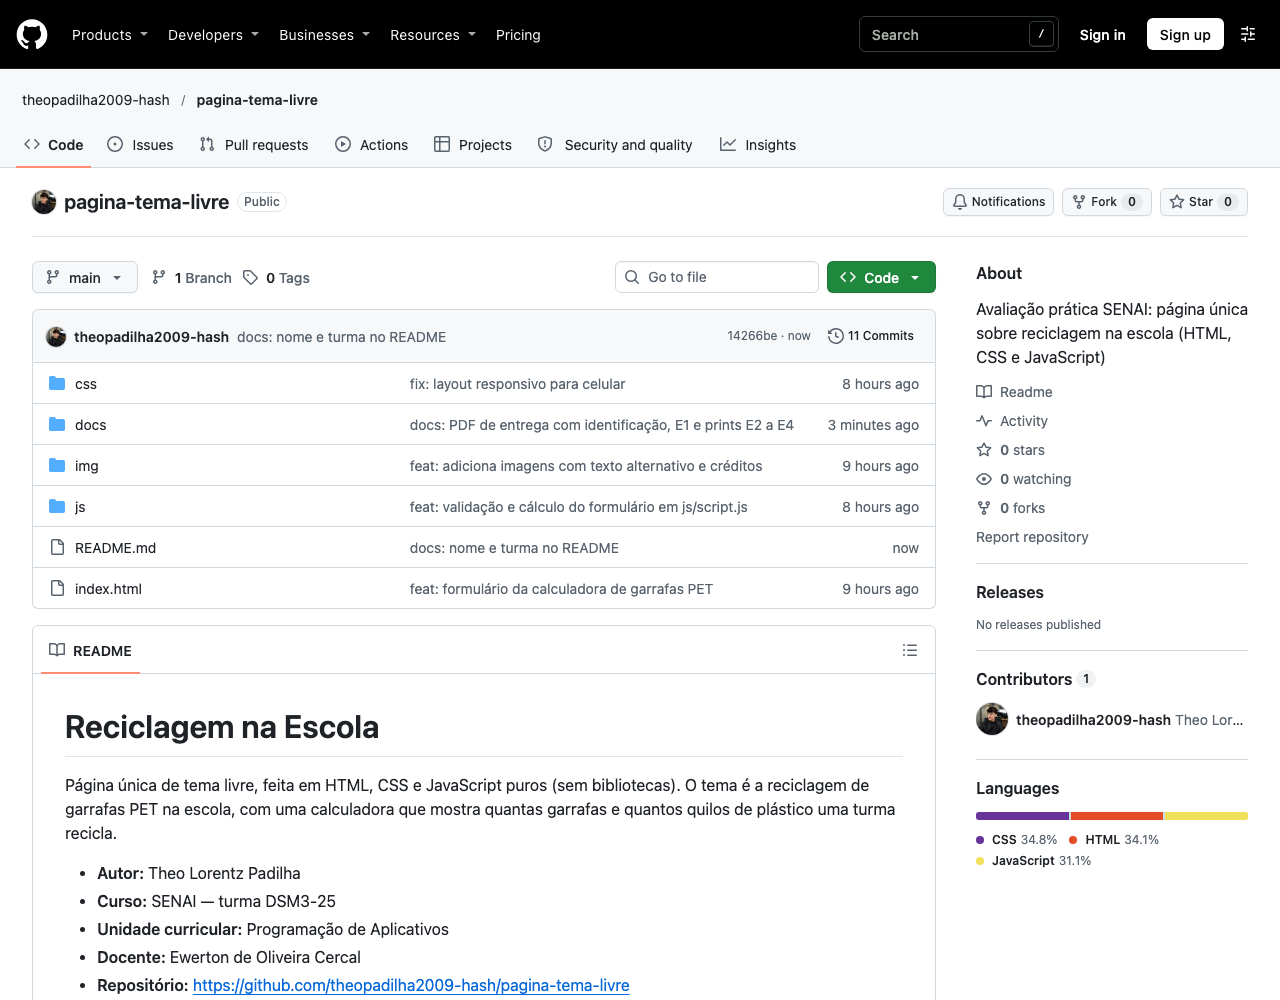 Products
Developers
Businesses
Resources
Pricing
Search
/
Sign in
Sign up
theopadilha2009-hash / pagina-tema-livre
Code
Issues
Pull requests
Actions
Projects
Security and quality
Insights
pagina-tema-livre Public
Notifications
Fork 0
Star 0
main
1 Branch
0 Tags
Go to file
Code
theopadilha2009-hash docs: nome e turma no README 14266be · now 11 Commits
css fix: layout responsivo para celular 8 hours ago
docs docs: PDF de entrega com identificação, E1 e prints E2 a E4 3 minutes ago
img feat: adiciona imagens com texto alternativo e créditos 9 hours ago
js feat: validação e cálculo do formulário em js/script.js 8 hours ago
README.md docs: nome e turma no README now
index.html feat: formulário da calculadora de garrafas PET 9 hours ago
README
Reciclagem na Escola
Página única de tema livre, feita em HTML, CSS e JavaScript puros (sem bibliotecas). O tema é a reciclagem de
garrafas PET na escola, com uma calculadora que mostra quantas garrafas e quantos quilos de plástico uma turma
recicla.
• Autor: Theo Lorentz Padilha
• Curso: SENAI — turma DSM3-25
• Unidade curricular: Programação de Aplicativos
• Docente: Ewerton de Oliveira Cercal
• Repositório: https://github.com/theopadilha2009-hash/pagina-tema-livre
About
Avaliação prática SENAI: página única
sobre reciclagem na escola (HTML,
CSS e JavaScript)
Readme
Activity
0 stars
0 watching
0 forks
Report repository
Releases
No releases published
Contributors 1
theopadilha2009-hash Theo Lor...
Languages
CSS 34.8% HTML 34.1%
JavaScript 31.1%